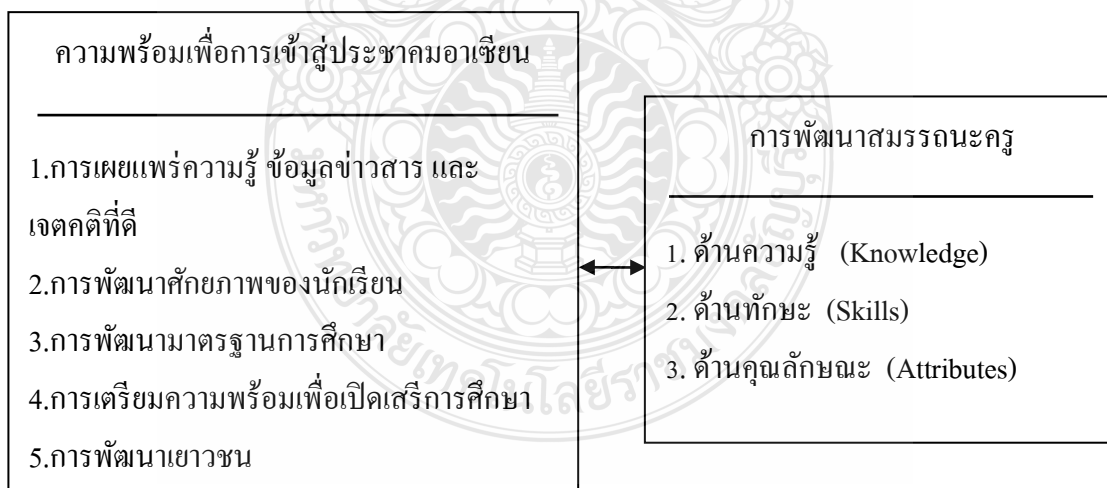 ความพร้อมเพื่อการเข้าสู่ประชาคมอาเซียน
1.การเผยแพร่ความรู้ ข้อมูลข่าวสาร และ
เจตคติที่ดี
2.การพัฒนาศักยภาพของนักเรียน
3.การพัฒนามาตรฐานการศึกษา
4.การเตรียมความพร้อมเพื่อเปิดเสรีการศึกษา
5.การพัฒนาเยาวชน
การพัฒนาสมรรถนะครู
1. ด้านความรู้ (Knowledge)
2. ด้านทักษะ (Skills)
3. ด้านคุณลักษณะ (Attributes)